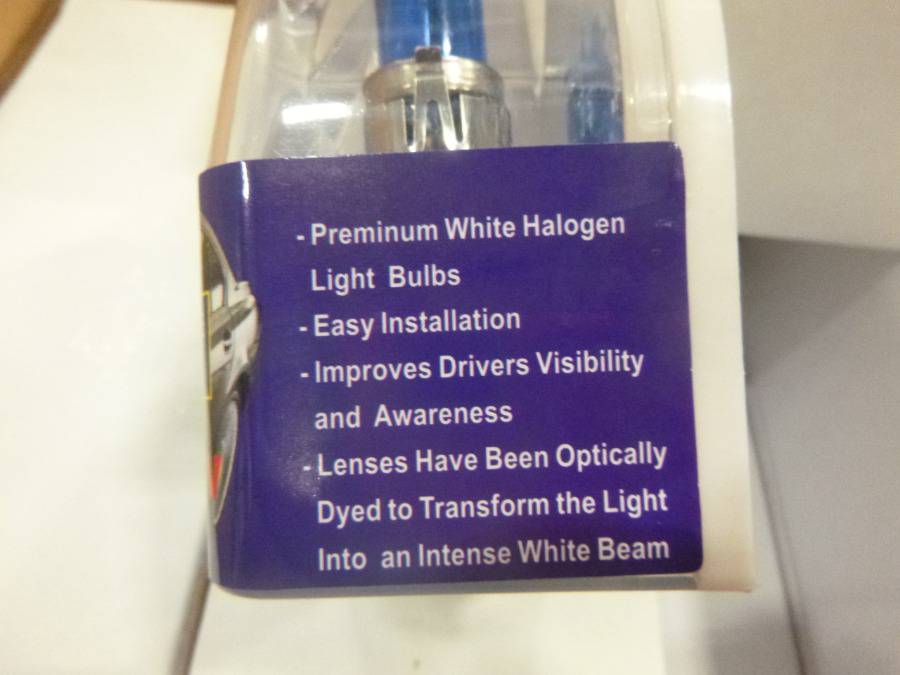 - Preminum White Halogen
Light Bulbs
- Easy Installation
- Improves Drivers Visibility
and Awareness
- Lenses Have Been Optically
Dyed to Transform the Light
Into an Intense White Beam